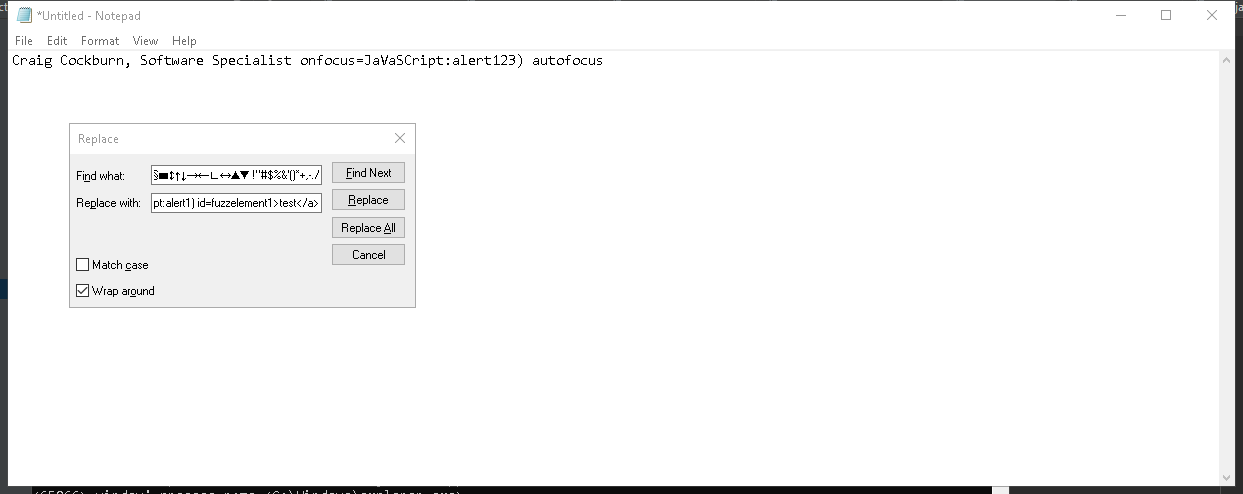 *Untitled - Notepad
File Edit Format View Help
Craig Cockburn, Software Specialist onfocus=JaVaSCript:alert123) autofocus
Replace
Find what: §▬↕↑↓→←∟↔▲▼ !"#$%&'()*+,-./
Find Next
Replace with: pt:alert1) id=fuzzelement1>test</a>
Replace
Replace All
Cancel
Match case
Wrap around